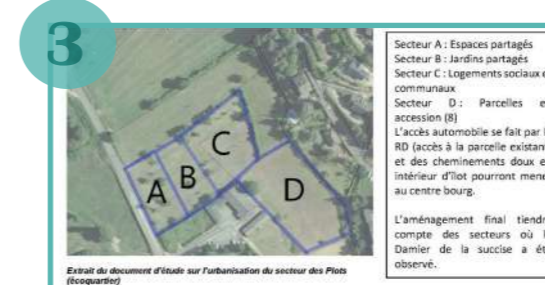 3
A
B
C
D
Extrait du document d'étude sur l'urbanisation du secteur des Plots
(écoquartier)
Secteur A : Espaces partagés
Secteur B : Jardins partagés
Secteur C : Logements sociaux e
communaux
Secteur D : Parcelles e
accession (8)
L'accès automobile se fait par l
RD (accès à la parcelle existant
et des cheminements doux e
intérieur d'îlot pourront mene
au centre bourg.
L'aménagement final tiendr
compte des secteurs où l
Damier de la succise a ét
observé.